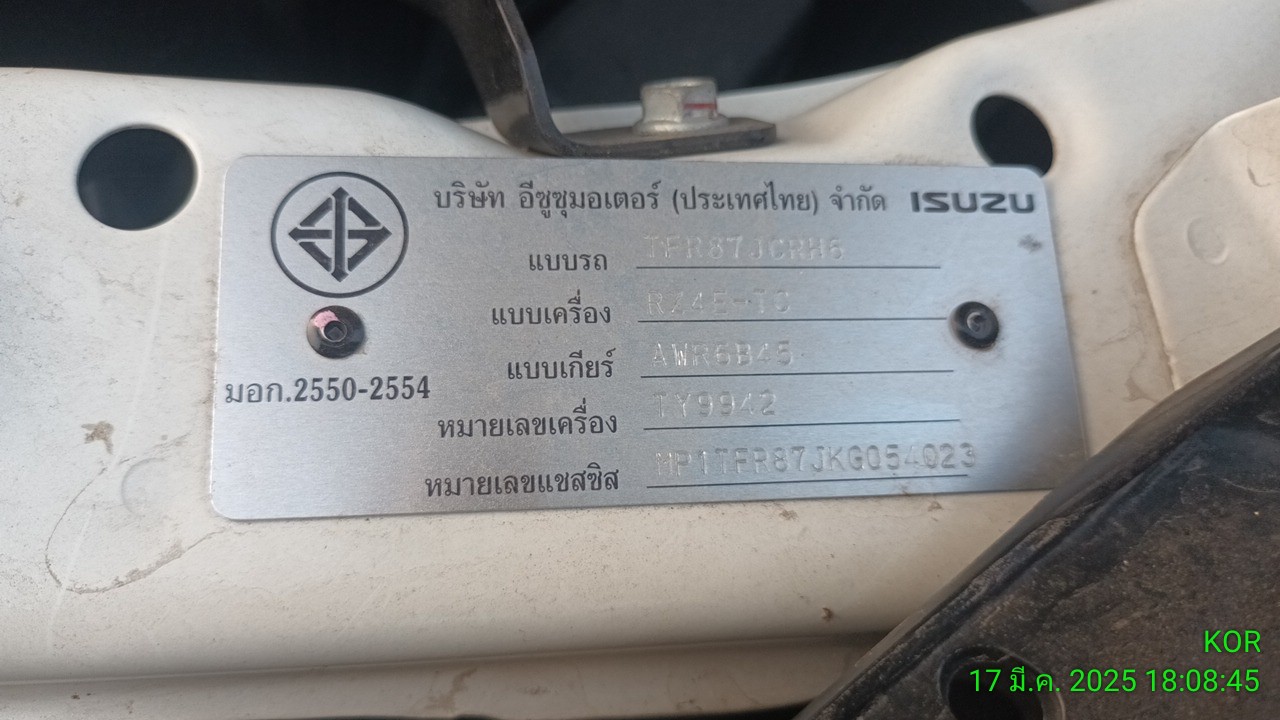 บริษัท อีซูซุมอเตอร์ (ประเทศไทย) จำกัด ISUZU
แบบรถ TFR87JCRH6
แบบเครื่อง RZ4E-TC
แบบเกียร์ AWR6B45
มอก.2550-2554
หมายเลขเครื่อง TY9942
หมายเลขแชสซิส MP1TFR87JKG054023
KOR
17 มี.ค. 2025 18:08:45